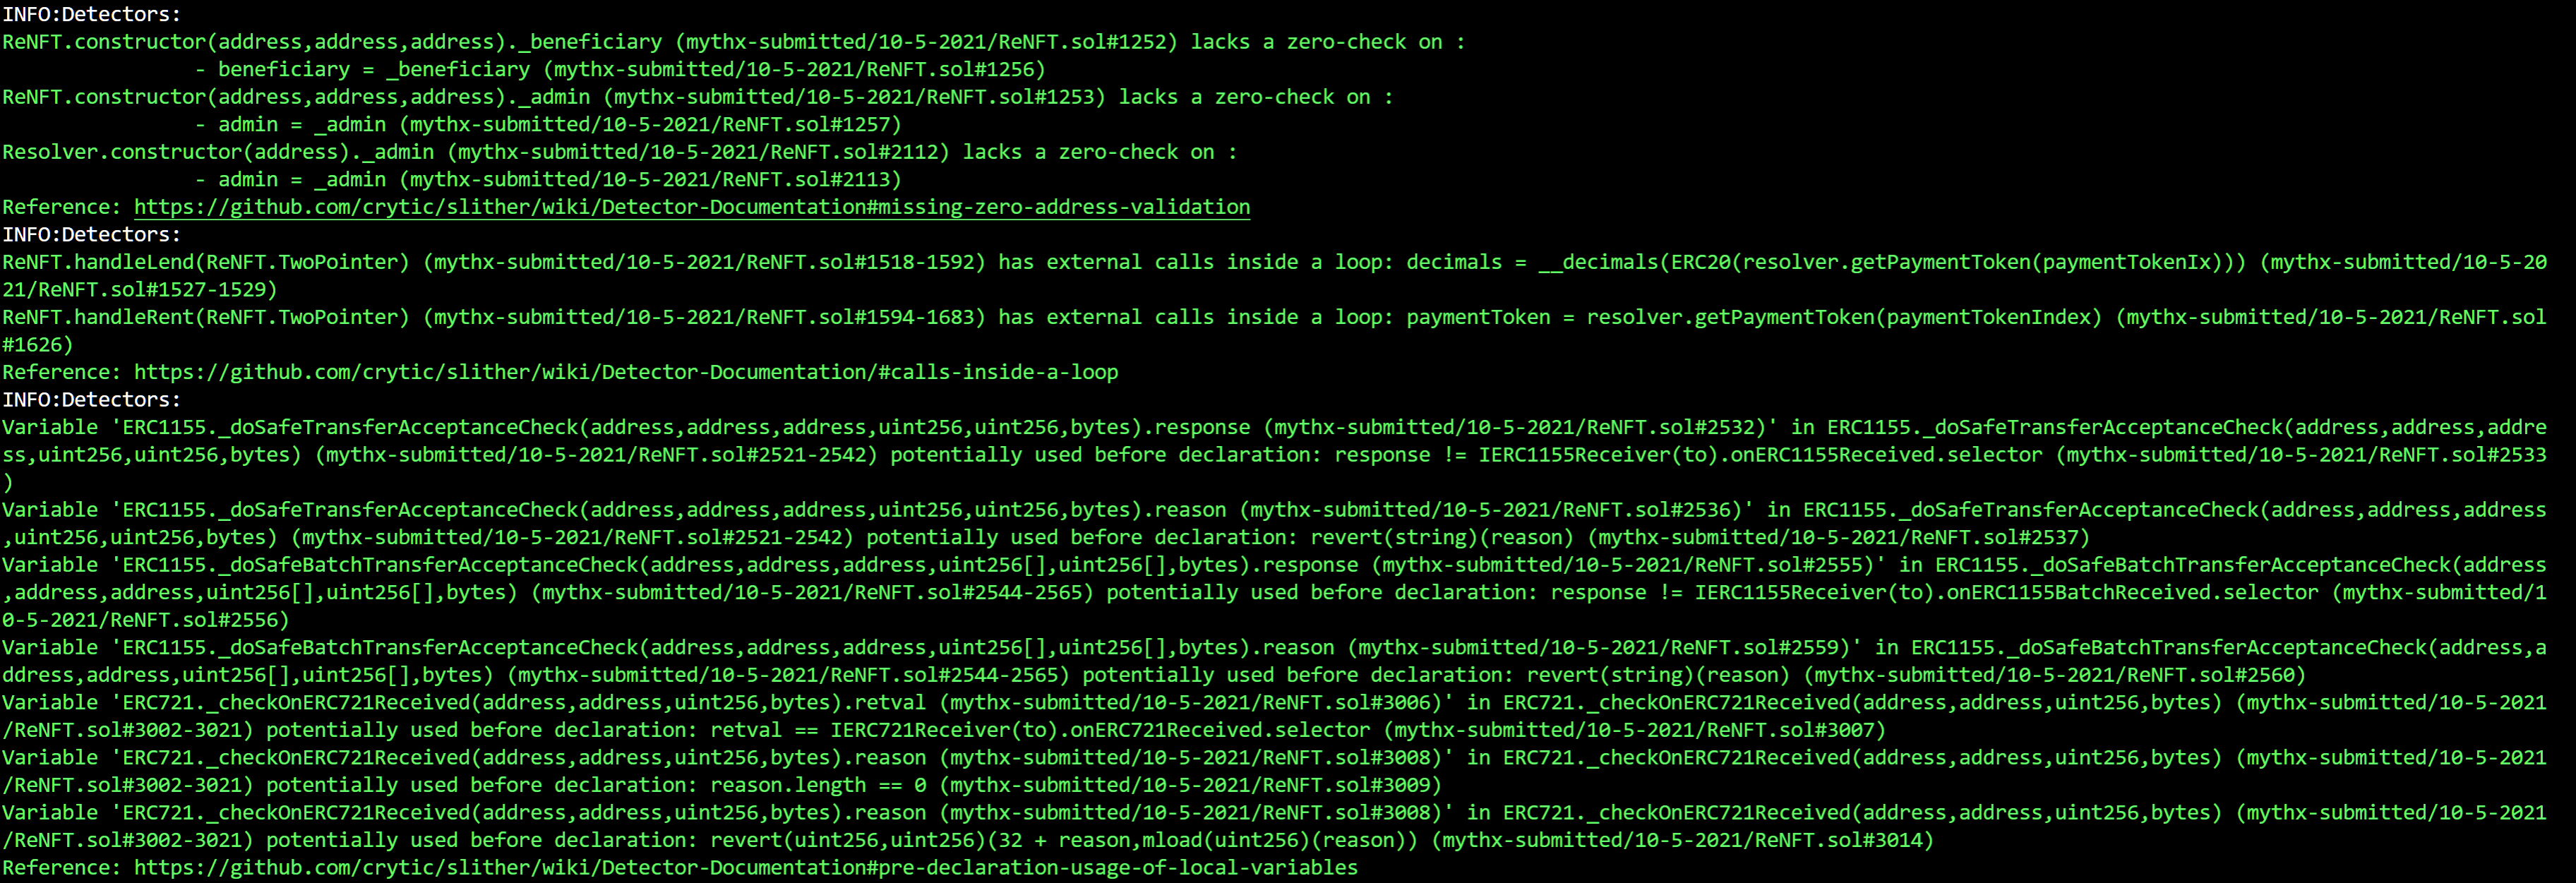 INFO:Detectors:
ReNFT.constructor(address,address,address)._beneficiary (mythx-submitted/10-5-2021/ReNFT.sol#1252) lacks a zero-check on :
- beneficiary = _beneficiary (mythx-submitted/10-5-2021/ReNFT.sol#1256)
ReNFT.constructor(address,address,address)._admin (mythx-submitted/10-5-2021/ReNFT.sol#1253) lacks a zero-check on :
- admin = _admin (mythx-submitted/10-5-2021/ReNFT.sol#1257)
Resolver.constructor(address)._admin (mythx-submitted/10-5-2021/ReNFT.sol#2112) lacks a zero-check on :
- admin = _admin (mythx-submitted/10-5-2021/ReNFT.sol#2113)
Reference: https://github.com/crytic/slither/wiki/Detector-Documentation#missing-zero-address-validation
INFO:Detectors:
ReNFT.handleLend(ReNFT.TwoPointer) (mythx-submitted/10-5-2021/ReNFT.sol#1518-1592) has external calls inside a loop: decimals = __decimals(ERC20(resolver.getPaymentToken(paymentTokenIx))) (mythx-submitted/10-5-20
21/ReNFT.sol#1527-1529)
ReNFT.handleRent(ReNFT.TwoPointer) (mythx-submitted/10-5-2021/ReNFT.sol#1594-1683) has external calls inside a loop: paymentToken = resolver.getPaymentToken(paymentTokenIndex) (mythx-submitted/10-5-2021/ReNFT.sol
#1626)
Reference: https://github.com/crytic/slither/wiki/Detector-Documentation/#calls-inside-a-loop
INFO:Detectors:
Variable 'ERC1155._doSafeTransferAcceptanceCheck(address,address,address,uint256,uint256,bytes).response (mythx-submitted/10-5-2021/ReNFT.sol#2532)' in ERC1155._doSafeTransferAcceptanceCheck(address,address,addre
ss,uint256,uint256,bytes) (mythx-submitted/10-5-2021/ReNFT.sol#2521-2542) potentially used before declaration: response != IERC1155Receiver(to).onERC1155Received.selector (mythx-submitted/10-5-2021/ReNFT.sol#2533
)
Variable 'ERC1155._doSafeTransferAcceptanceCheck(address,address,address,uint256,uint256,bytes).reason (mythx-submitted/10-5-2021/ReNFT.sol#2536)' in ERC1155._doSafeTransferAcceptanceCheck(address,address,address
,uint256,uint256,bytes) (mythx-submitted/10-5-2021/ReNFT.sol#2521-2542) potentially used before declaration: revert(string)(reason) (mythx-submitted/10-5-2021/ReNFT.sol#2537)
Variable 'ERC1155._doSafeBatchTransferAcceptanceCheck(address,address,address,uint256[],uint256[],bytes).response (mythx-submitted/10-5-2021/ReNFT.sol#2555)' in ERC1155._doSafeBatchTransferAcceptanceCheck(address
,address,address,uint256[],uint256[],bytes) (mythx-submitted/10-5-2021/ReNFT.sol#2544-2565) potentially used before declaration: response != IERC1155Receiver(to).onERC1155BatchReceived.selector (mythx-submitted/1
0-5-2021/ReNFT.sol#2556)
Variable 'ERC1155._doSafeBatchTransferAcceptanceCheck(address,address,address,uint256[],uint256[],bytes).reason (mythx-submitted/10-5-2021/ReNFT.sol#2559)' in ERC1155._doSafeBatchTransferAcceptanceCheck(address,a
ddress,address,uint256[],uint256[],bytes) (mythx-submitted/10-5-2021/ReNFT.sol#2544-2565) potentially used before declaration: revert(string)(reason) (mythx-submitted/10-5-2021/ReNFT.sol#2560)
Variable 'ERC721._checkOnERC721Received(address,address,uint256,bytes).retval (mythx-submitted/10-5-2021/ReNFT.sol#3006)' in ERC721._checkOnERC721Received(address,address,uint256,bytes) (mythx-submitted/10-5-2021
/ReNFT.sol#3002-3021) potentially used before declaration: retval == IERC721Receiver(to).onERC721Received.selector (mythx-submitted/10-5-2021/ReNFT.sol#3007)
Variable 'ERC721._checkOnERC721Received(address,address,uint256,bytes).reason (mythx-submitted/10-5-2021/ReNFT.sol#3008)' in ERC721._checkOnERC721Received(address,address,uint256,bytes) (mythx-submitted/10-5-2021
/ReNFT.sol#3002-3021) potentially used before declaration: reason.length == 0 (mythx-submitted/10-5-2021/ReNFT.sol#3009)
Variable 'ERC721._checkOnERC721Received(address,address,uint256,bytes).reason (mythx-submitted/10-5-2021/ReNFT.sol#3008)' in ERC721._checkOnERC721Received(address,address,uint256,bytes) (mythx-submitted/10-5-2021
/ReNFT.sol#3002-3021) potentially used before declaration: revert(uint256,uint256)(32 + reason,mload(uint256)(reason)) (mythx-submitted/10-5-2021/ReNFT.sol#3014)
Reference: https://github.com/crytic/slither/wiki/Detector-Documentation#pre-declaration-usage-of-local-variables